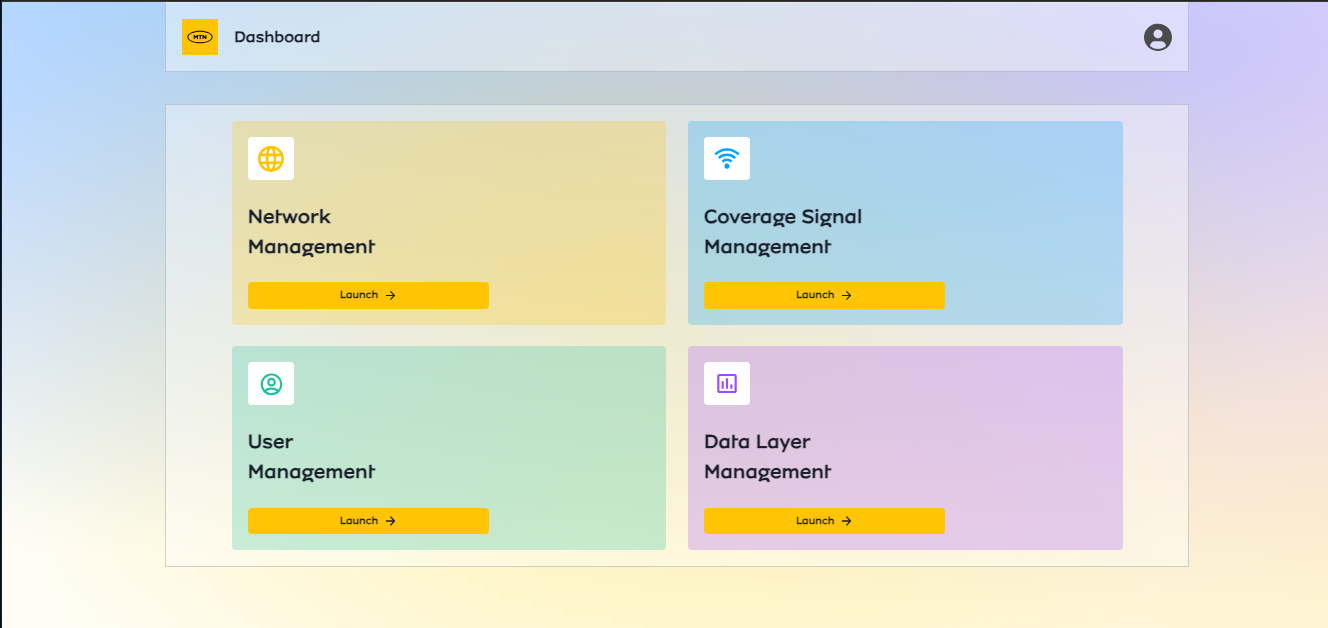 MTN
Dashboard
Network
Management
Launch →
Coverage Signal
Management
Launch →
User
Management
Launch →
Data Layer
Management
Launch →